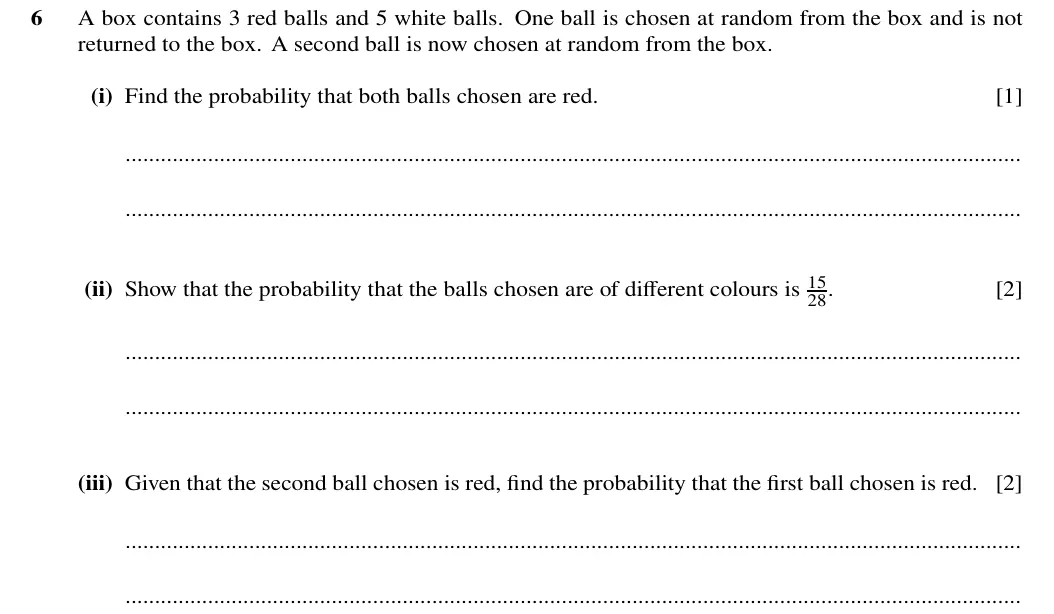 6 A box contains 3 red balls and 5 white balls. One ball is chosen at random from the box and is not
returned to the box. A second ball is now chosen at random from the box.
(i) Find the probability that both balls chosen are red. [1]
................................................................................
................................................................................
(ii) Show that the probability that the balls chosen are of different colours is 15/28. [2]
................................................................................
................................................................................
(iii) Given that the second ball chosen is red, find the probability that the first ball chosen is red. [2]
................................................................................
................................................................................